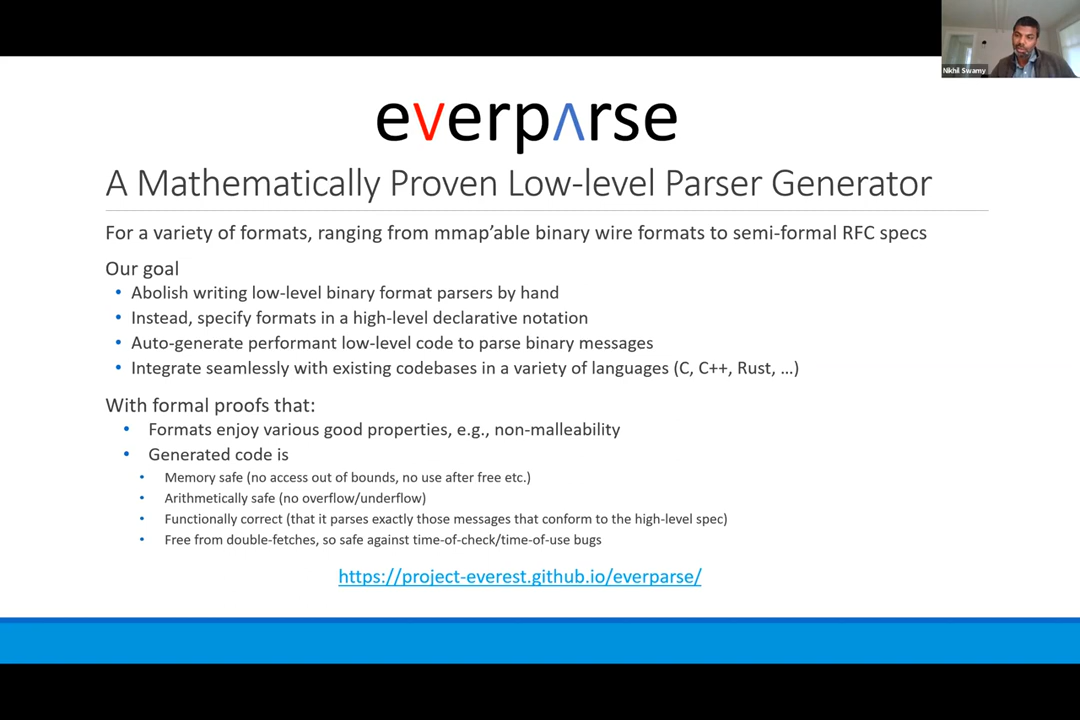 Nikhil Swamy
everparse
A Mathematically Proven Low-level Parser Generator
For a variety of formats, ranging from mmap’able binary wire formats to semi-formal RFC specs
Our goal
• Abolish writing low-level binary format parsers by hand
• Instead, specify formats in a high-level declarative notation
• Auto-generate performant low-level code to parse binary messages
• Integrate seamlessly with existing codebases in a variety of languages (C, C++, Rust, …)
With formal proofs that:
• Formats enjoy various good properties, e.g., non-malleability
• Generated code is
• Memory safe (no access out of bounds, no use after free etc.)
• Arithmetically safe (no overflow/underflow)
• Functionally correct (that it parses exactly those messages that conform to the high-level spec)
• Free from double-fetches, so safe against time-of-check/time-of-use bugs
https://project-everest.github.io/everparse/